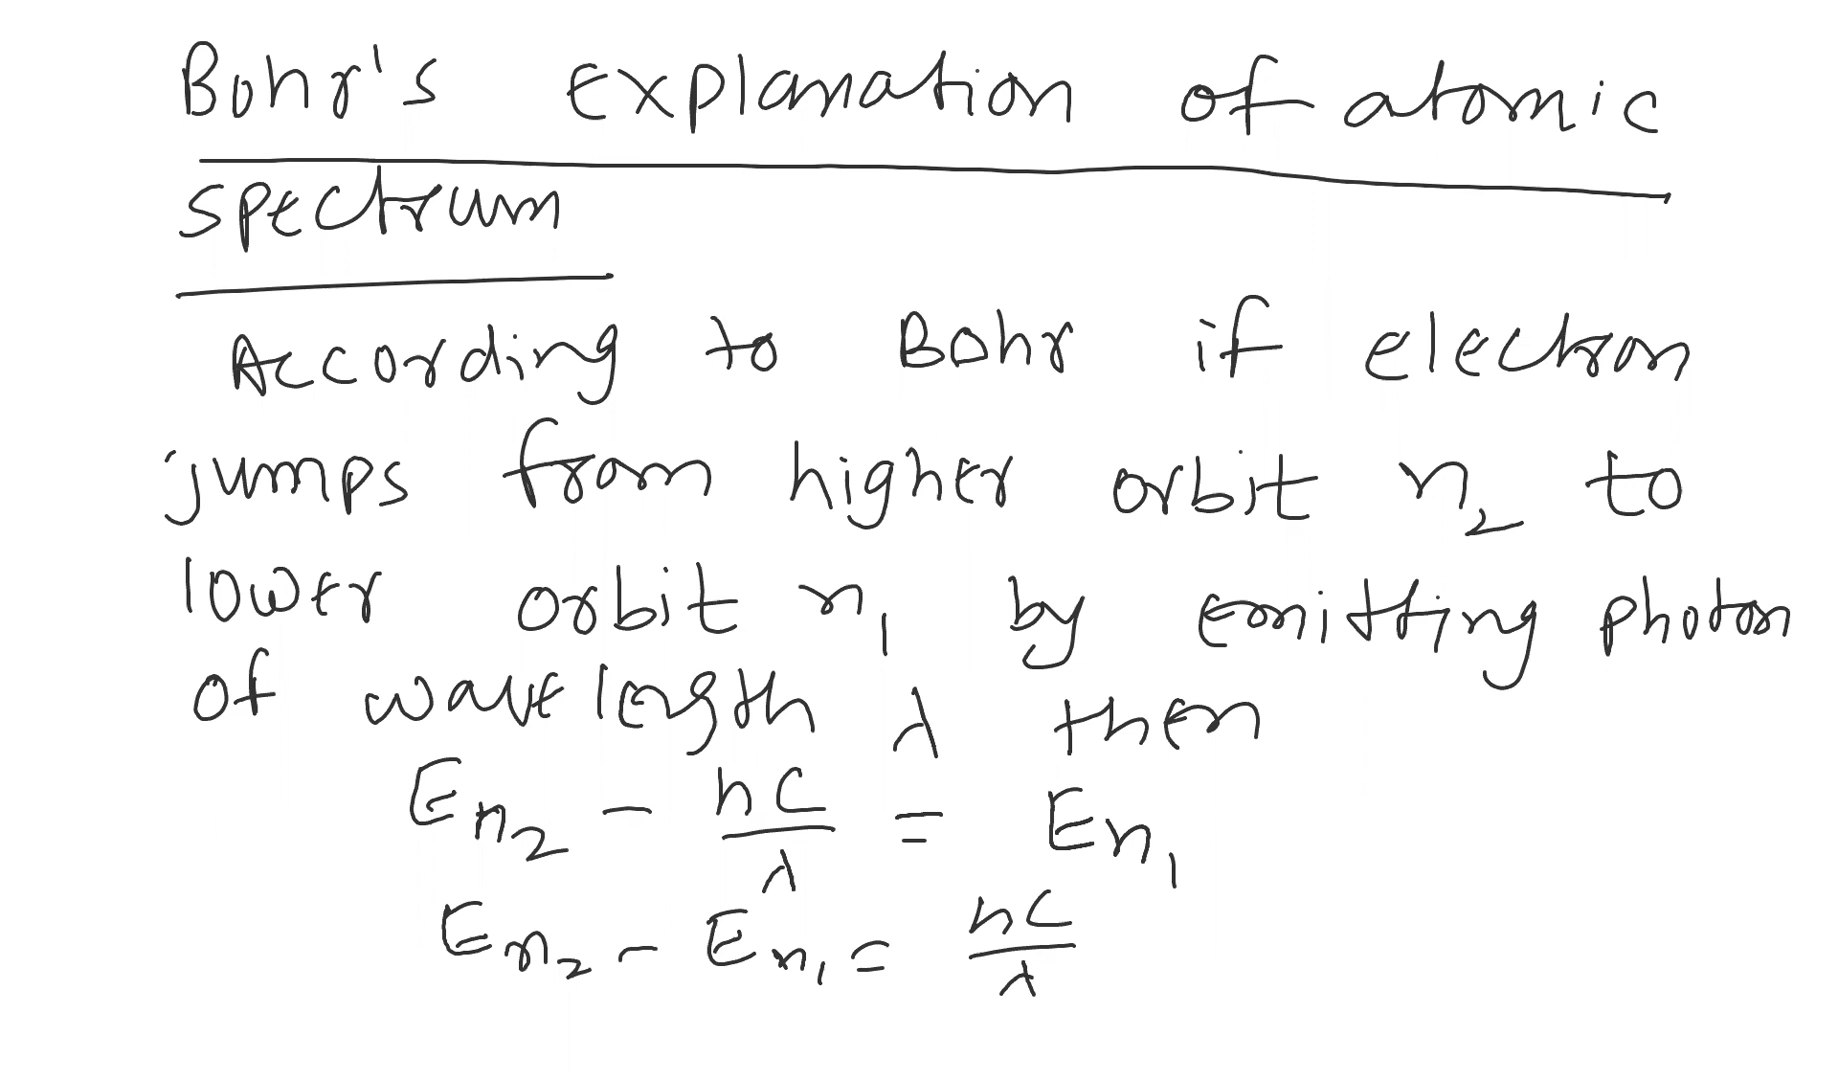 Bohr's Explanation of atomic
spectrum
According to Bohr if electron
jumps from higher orbit n₂ to
lower orbit n₁ by Emitting photon
of wavelength λ then
Eₙ₂ - hc/λ = Eₙ₁
Eₙ₂ - Eₙ₁ = hc/λ